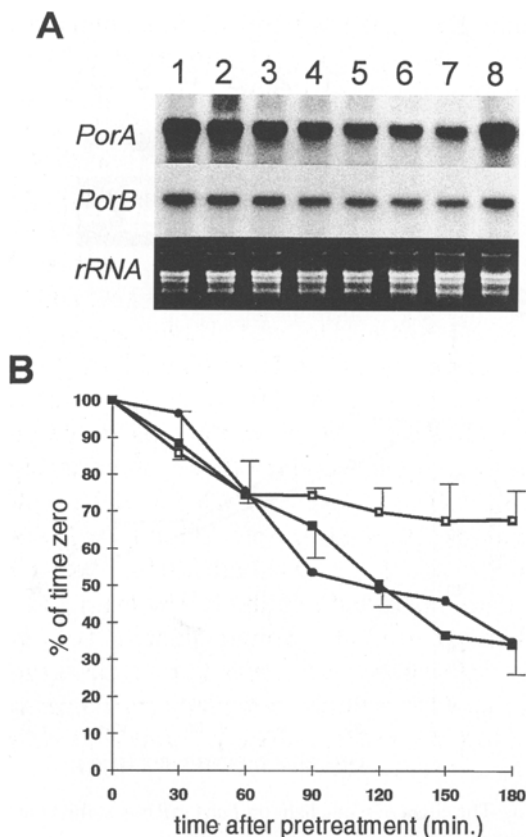 A
1 2 3 4 5 6 7 8
PorA
PorB
rRNA
B
100
90
80
70
60
50
40
30
20
10
0
% of time zero
0 30 60 90 120 150 180
time after pretreatment (min.)